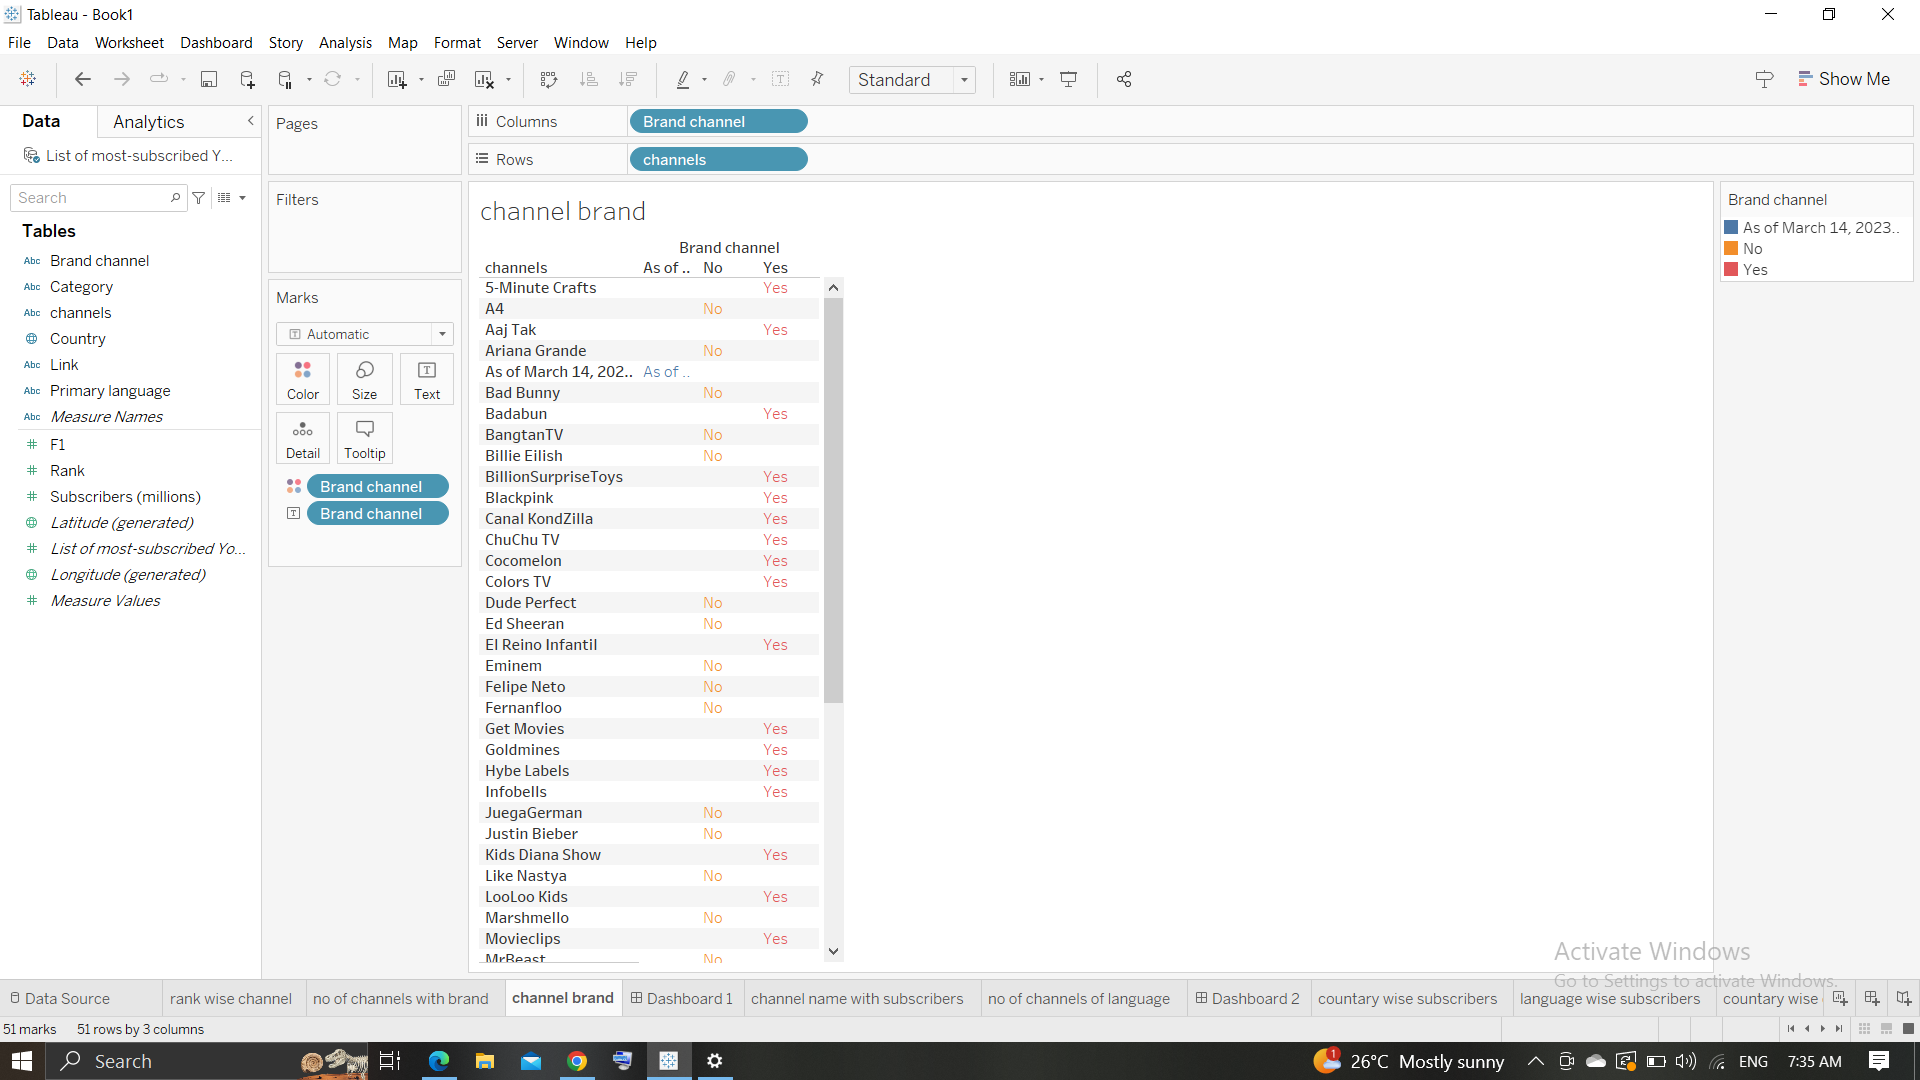 Tableau - Book1
File Data Worksheet Dashboard Story Analysis Map Format Server Window Help
Standard
Show Me
Data
Analytics
List of most-subscribed Y...
Search
Tables
Abc Brand channel
Abc Category
Abc channels
Country
Abc Link
Abc Primary language
Abc Measure Names
# F1
# Rank
# Subscribers (millions)
Latitude (generated)
# List of most-subscribed Yo...
Longitude (generated)
# Measure Values
Pages
Filters
Marks
Automatic
Color Size Text
Detail Tooltip
Brand channel
Brand channel
Columns Brand channel
Rows channels
channel brand
Brand channel
channels As of .. No Yes
5-Minute Crafts Yes
A4 No
Aaj Tak Yes
Ariana Grande No
As of March 14, 202.. As of ..
Bad Bunny No
Badabun Yes
BangtanTV No
Billie Eilish No
BillionSurpriseToys Yes
Blackpink Yes
Canal KondZilla Yes
ChuChu TV Yes
Cocomelon Yes
Colors TV Yes
Dude Perfect No
Ed Sheeran No
El Reino Infantil Yes
Eminem No
Felipe Neto No
Fernanfloo No
Get Movies Yes
Goldmines Yes
Hybe Labels Yes
Infobells Yes
JuegaGerman No
Justin Bieber No
Kids Diana Show Yes
Like Nastya No
LooLoo Kids Yes
Marshmello No
Movieclips Yes
MrBeast No
Brand channel
As of March 14, 2023..
No
Yes
Activate Windows
Go to Settings to activate Windows.
Data Source rank wise channel no of channels with brand channel brand Dashboard 1 channel name with subscribers no of channels of language Dashboard 2 countary wise subscribers language wise subscribers countary wise
51 marks 51 rows by 3 columns
Search
1
26°C Mostly sunny
ENG
7:35 AM